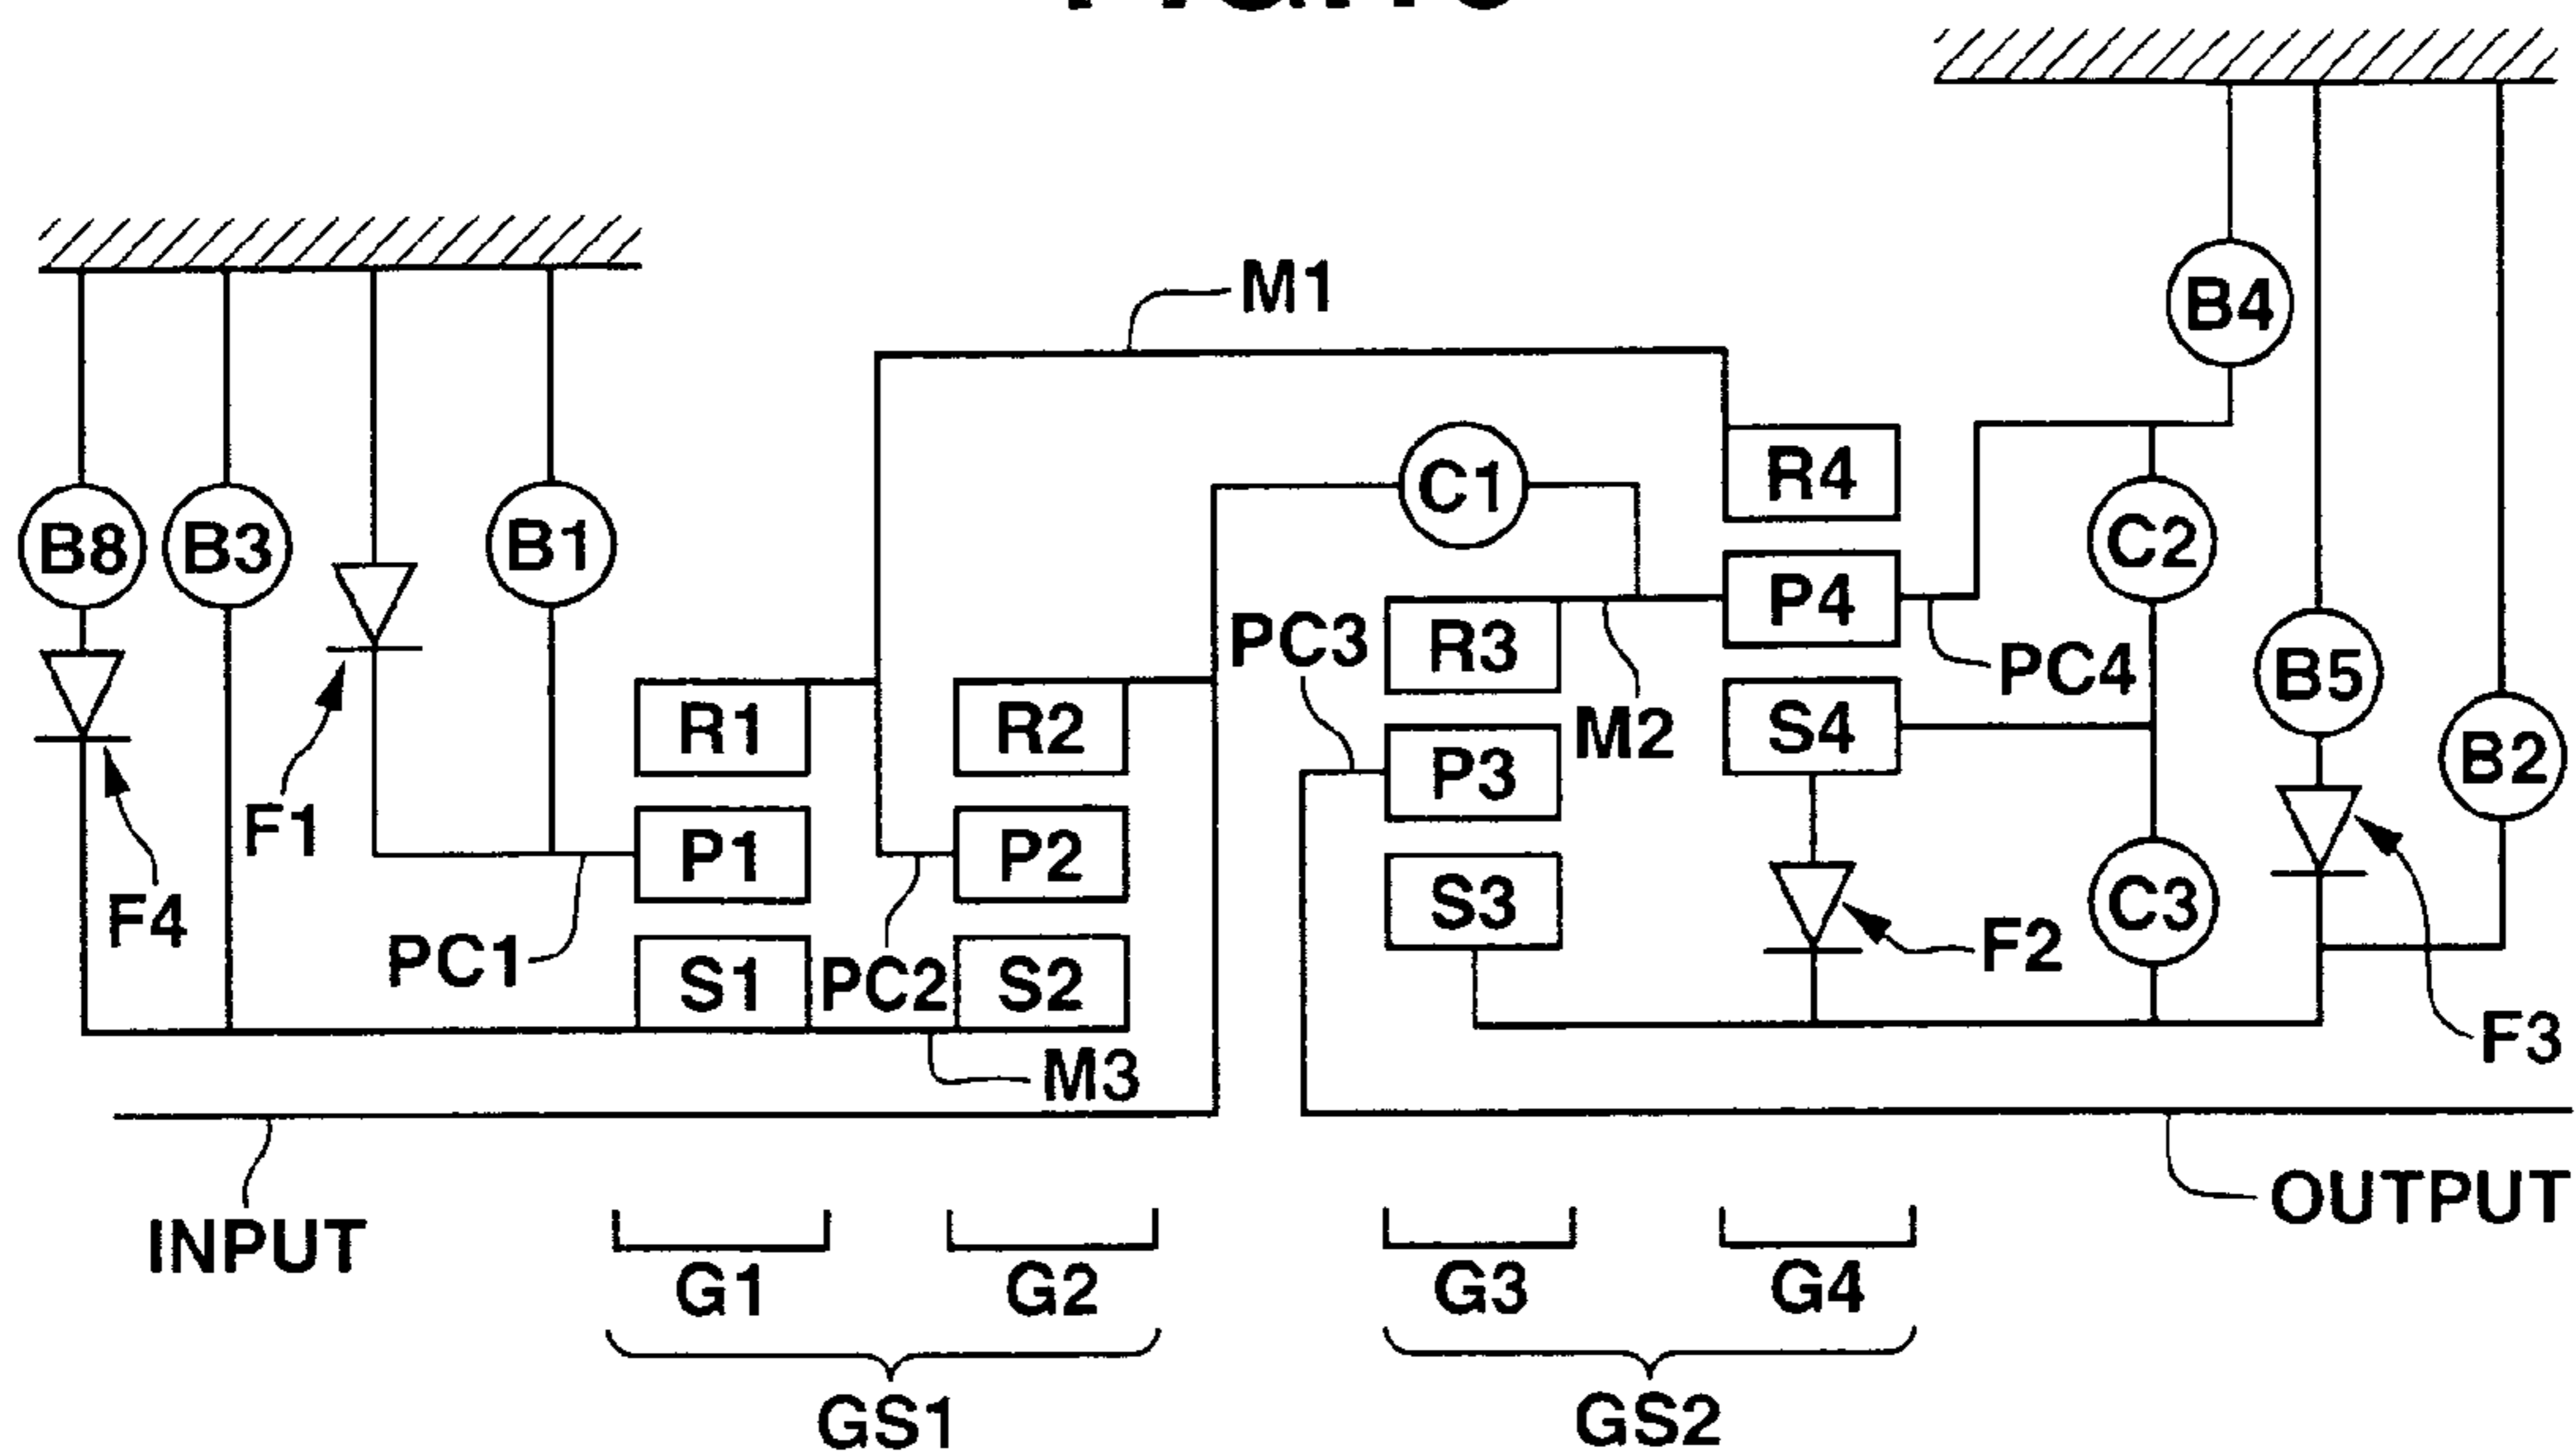 M1
B4
B8 B3 B1
C1
R4
C2
P4
PC3
R3
PC4
B5
R1 R2
M2
S4
B2
P3
F1
P1 P2
S3
C3
F4
PC1
F2
S1 PC2 S2
F3
M3
INPUT
OUTPUT
G1 G2 G3 G4
GS1 GS2